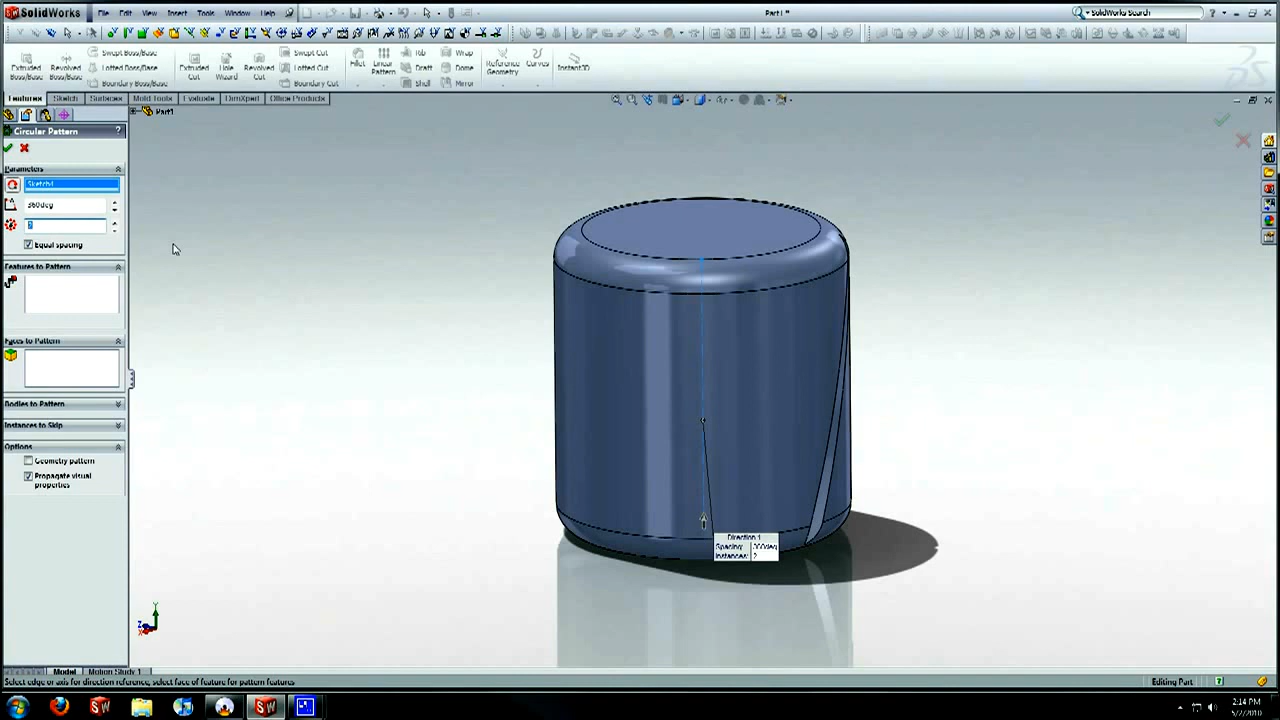 SolidWorks File Edit View Insert Tools Window Help Part1 * SolidWorks Search
Extruded Boss/Base Revolved Boss/Base Swept Boss/Base Lofted Boss/Base Boundary Boss/Base Extruded Cut Hole Wizard Revolved Cut Swept Cut Lofted Cut Boundary Cut Fillet Linear Pattern Rib Draft Shell Wrap Dome Mirror Reference Geometry Curves Instant3D
Features Sketch Surfaces Mold Tools Evaluate DimXpert Office Products
Part1
Circular Pattern ?
Parameters
360deg
Equal spacing
Features to Pattern
Faces to Pattern
Bodies to Pattern
Instances to Skip
Options
Geometry pattern
Propagate visual
properties
Direction 1
Spacing: 360deg
Instances: 2
Y
Z
X
Model Motion Study 1
Select edge or axis for direction reference, select face of feature for pattern features Editing Part
2:14 PM
5/2/2010